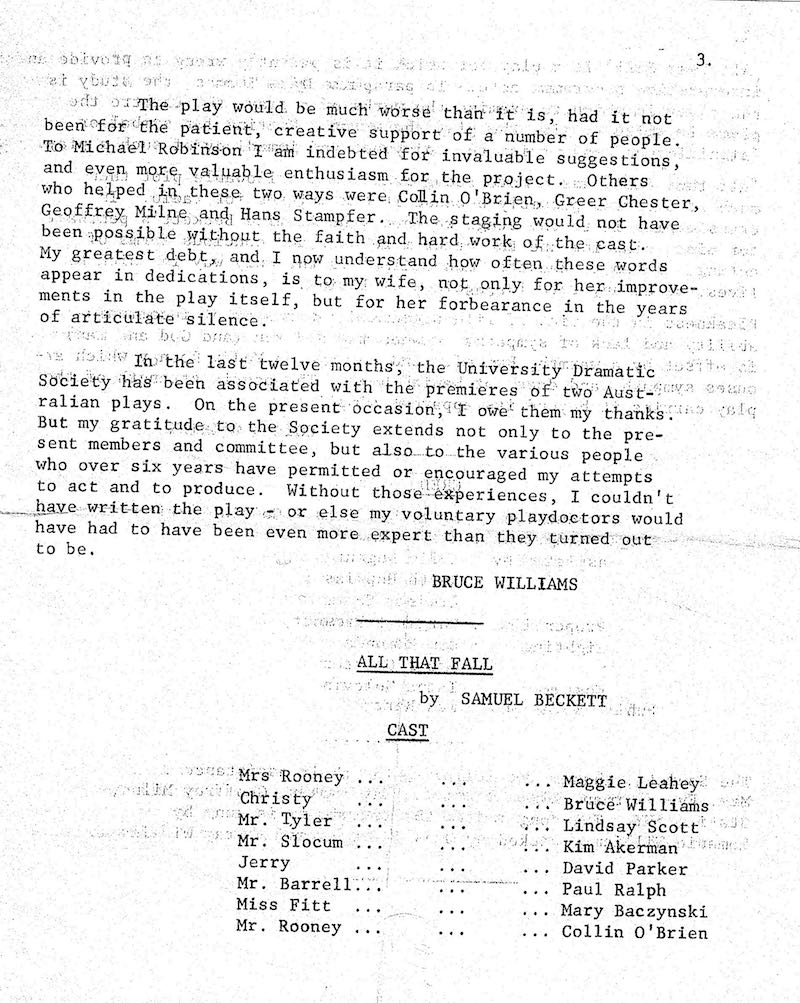 3.
The play would be much worse than it is, had it not
been for the patient, creative support of a number of people.
To Michael Robinson I am indebted for invaluable suggestions,
and even more valuable enthusiasm for the project. Others
who helped in these two ways were Collin O'Brien, Greer Chester,
Geoffrey Milne and Hans Stampfer. The staging would not have
been possible without the faith and hard work of the cast.
My greatest debt, and I now understand how often these words
appear in dedications, is to my wife, not only for her improve-
ments in the play itself, but for her forbearance in the years
of articulate silence.
In the last twelve months, the University Dramatic
Society has been associated with the premieres of two Aust-
ralian plays. On the present occasion, I owe them my thanks.
But my gratitude to the Society extends not only to the pre-
sent members and committee, but also to the various people
who over six years have permitted or encouraged my attempts
to act and to produce. Without those experiences, I couldn't
have written the play - or else my voluntary playdoctors would
have had to have been even more expert than they turned out
to be.
BRUCE WILLIAMS
ALL THAT FALL
by SAMUEL BECKETT
CAST
Mrs Rooney ... ... ... Maggie Leahey
Christy ... ... ... Bruce Williams
Mr. Tyler ... ... ... Lindsay Scott
Mr. Slocum ... ... ... Kim Akerman
Jerry ... ... ... David Parker
Mr. Barrell... ... ... Paul Ralph
Miss Fitt ... ... ... Mary Baczynski
Mr. Rooney ... ... ... Collin O'Brien